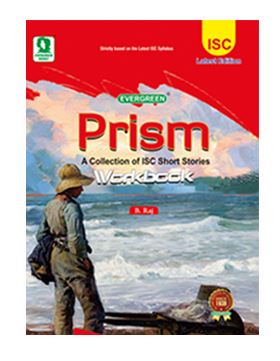 Strictly based on the Latest ISC Syllabus
ISC
Latest Edition
EVERGREEN
Prism
A Collection of ISC Short Stories
Workbook
B. Raj